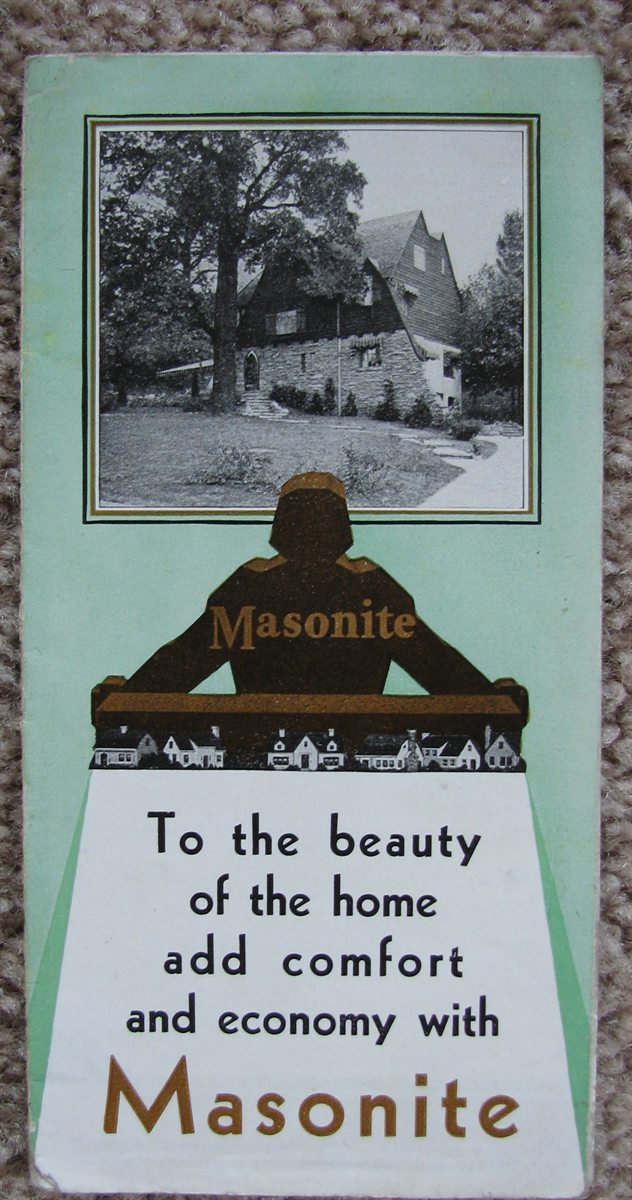 Masonite
To the beauty
of the home
add comfort
and economy with
Masonite